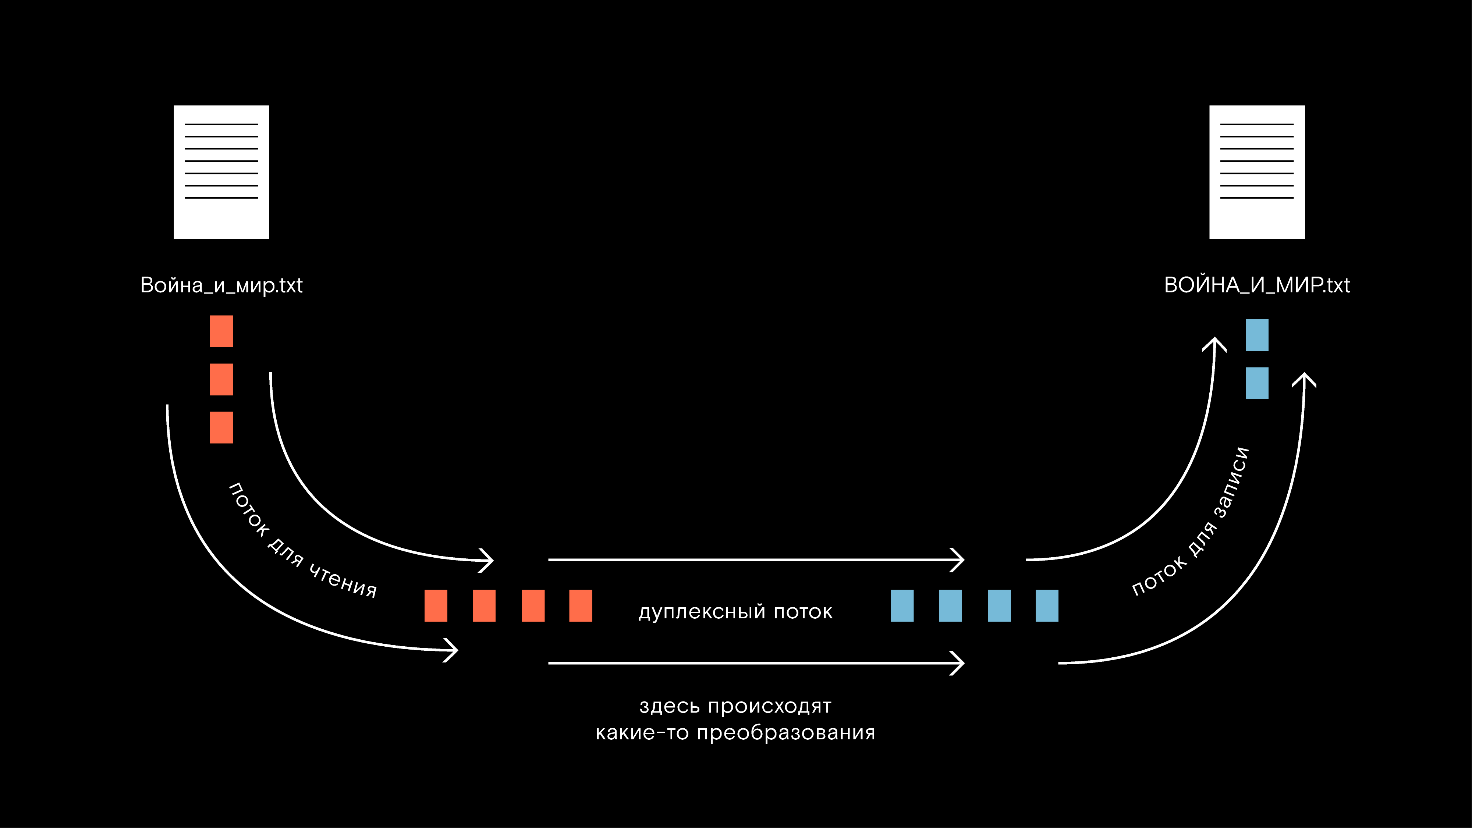 Война_и_мир.txt
ВОЙНА_И_МИР.txt
поток для чтения
поток для записи
дуплексный поток
здесь происходят
какие-то преобразования